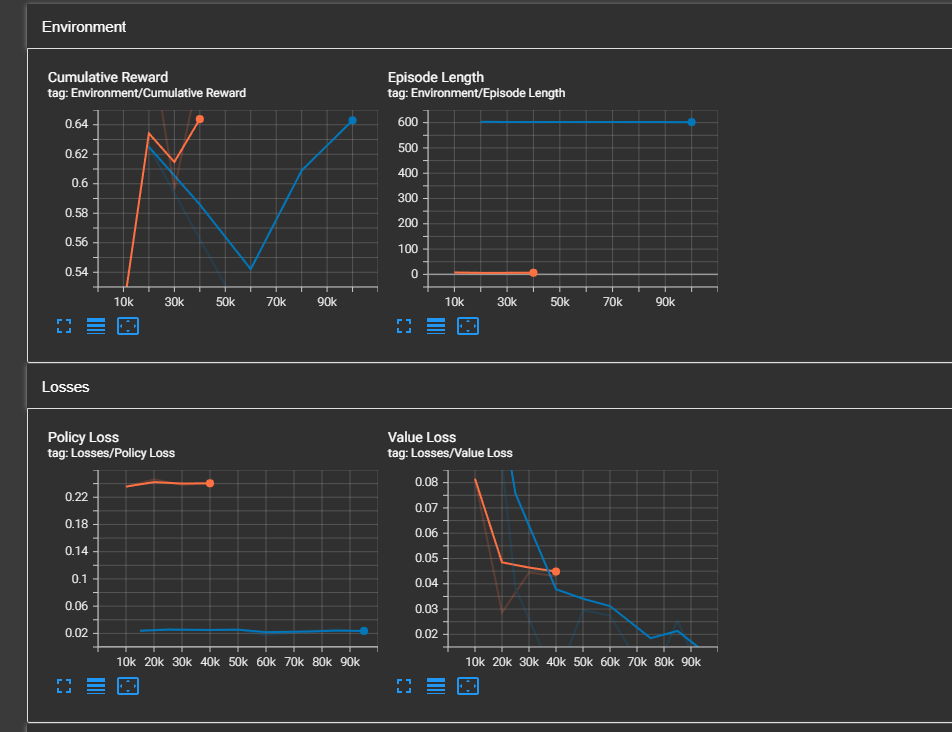 Environment
Cumulative Reward
tag: Environment/Cumulative Reward
0.64
0.62
0.6
0.58
0.56
0.54
10k 30k 50k 70k 90k
Episode Length
tag: Environment/Episode Length
600
500
400
300
200
100
0
10k 30k 50k 70k 90k
Losses
Policy Loss
tag: Losses/Policy Loss
0.22
0.18
0.14
0.1
0.06
0.02
10k 20k 30k 40k 50k 60k 70k 80k 90k
Value Loss
tag: Losses/Value Loss
0.08
0.07
0.06
0.05
0.04
0.03
0.02
10k 20k 30k 40k 50k 60k 70k 80k 90k